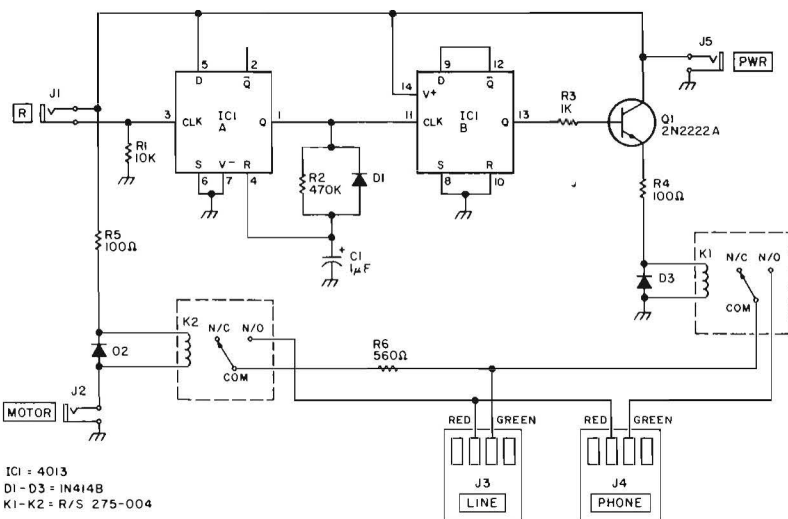 J5
PWR
5 2 9 12
D Q̄ D Q̄
14 V+
R3
1K
J1
R
3 CLK IC1 A Q 1
11 CLK IC1 B Q 13
Q1
2N2222A
R1
10K
S V- R
6 7 4
R2
470K
D1
S R
8 10
J
R4
100Ω
R5
100Ω
+
C1
1µF
K1 N/C N/O
D3
COM
K2 N/C N/O
D2
COM
R6
560Ω
J2
MOTOR
RED GREEN RED GREEN
J3 J4
LINE PHONE
IC1 = 4013
D1-D3 = 1N414B
K1-K2 = R/S 275-004